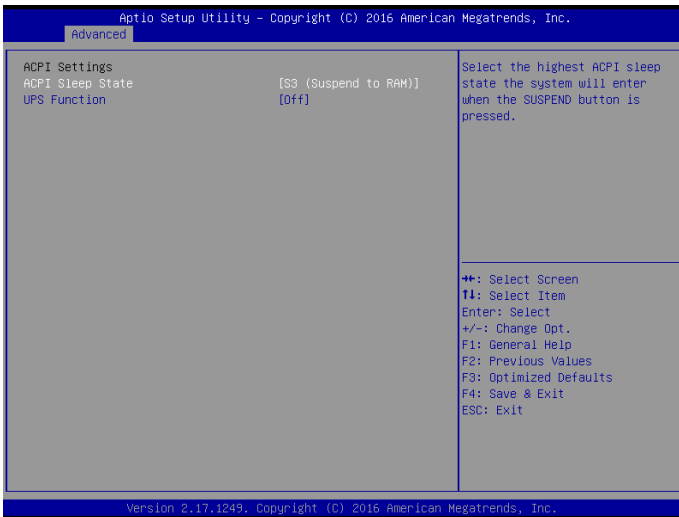 Aptio Setup Utility – Copyright (C) 2016 American Megatrends, Inc.
Advanced
ACPI Settings
ACPI Sleep State [S3 (Suspend to RAM)]
UPS Function [Off]
Select the highest ACPI sleep
state the system will enter
when the SUSPEND button is
pressed.
→←: Select Screen
↑↓: Select Item
Enter: Select
+/-: Change Opt.
F1: General Help
F2: Previous Values
F3: Optimized Defaults
F4: Save & Exit
ESC: Exit
Version 2.17.1249. Copyright (C) 2016 American Megatrends, Inc.